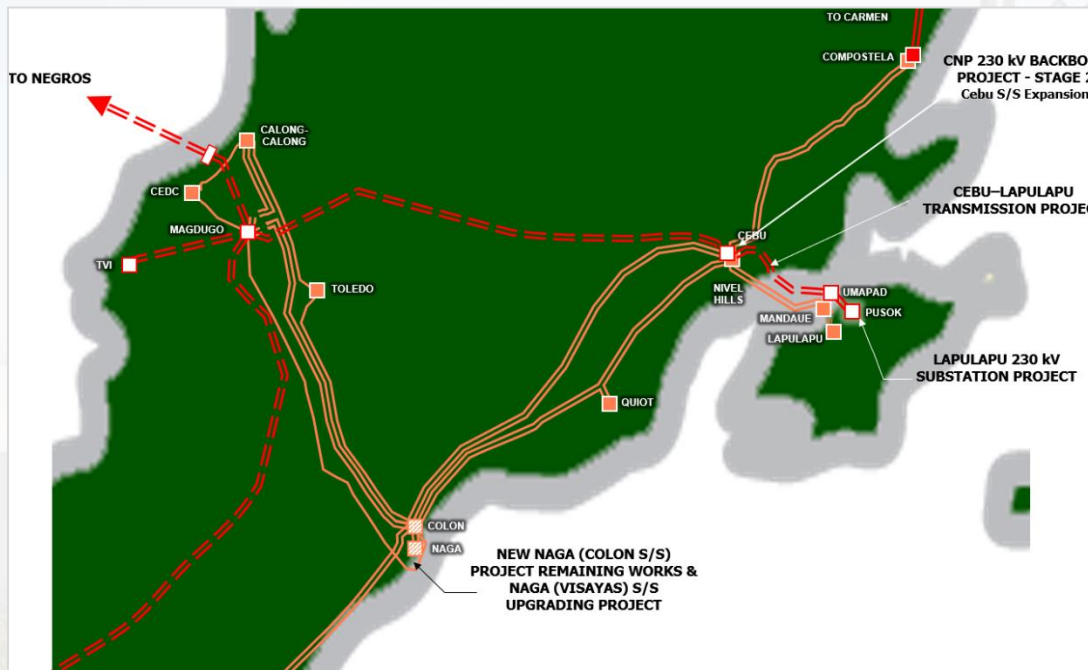 TO CARMEN
COMPOSTELA
CNP 230 kV BACKBO
PROJECT - STAGE 2
Cebu S/S Expansion
TO NEGROS
CALONG-
CALONG
CEDC
MAGDUGO
TVI
TOLEDO
CEBU–LAPULAPU
TRANSMISSION PROJEC
CEBU
NIVEL
HILLS
UMAPAD
MANDAUE
PUSOK
LAPULAPU
LAPULAPU 230 kV
SUBSTATION PROJECT
QUIOT
COLON
NAGA
NEW NAGA (COLON S/S)
PROJECT REMAINING WORKS &
NAGA (VISAYAS) S/S
UPGRADING PROJECT